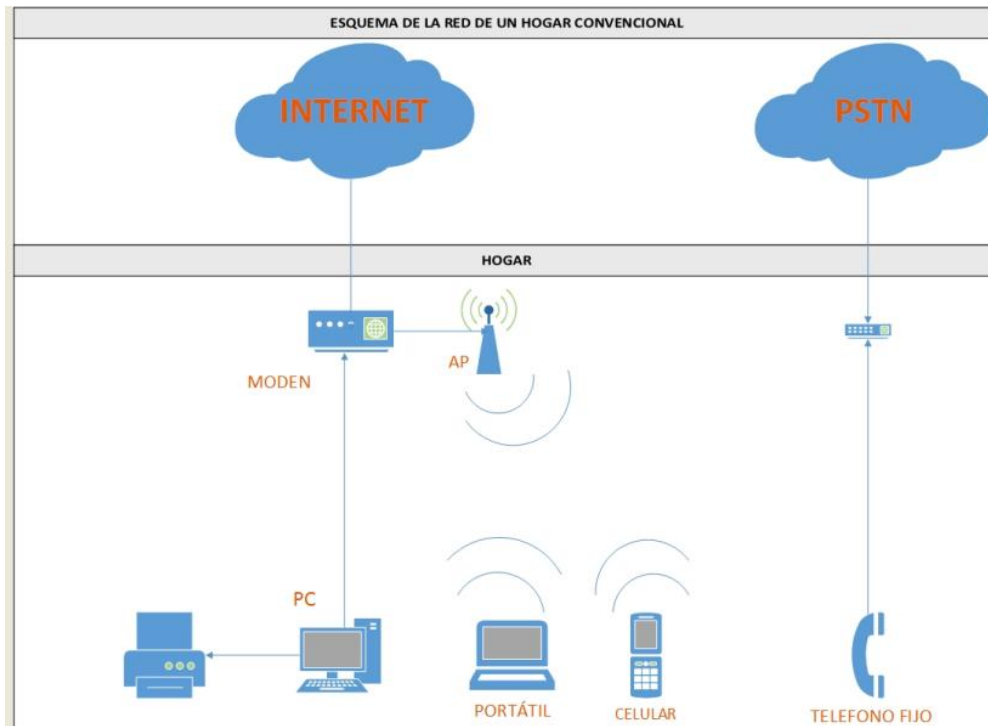 ESQUEMA DE LA RED DE UN HOGAR CONVENCIONAL
INTERNET
PSTN
HOGAR
AP
MODEN
PC
PORTÁTIL
CELULAR
TELEFONO FIJO